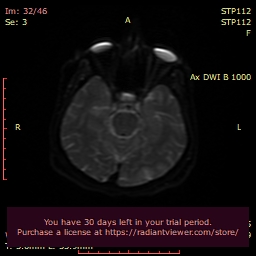 Im: 32/46
Se: 3
A
STP112
STP112
F
Ax DWI B 1000
R
L
You have 30 days left in your trial period.
Purchase a license at https://radiantviewer.com/store/